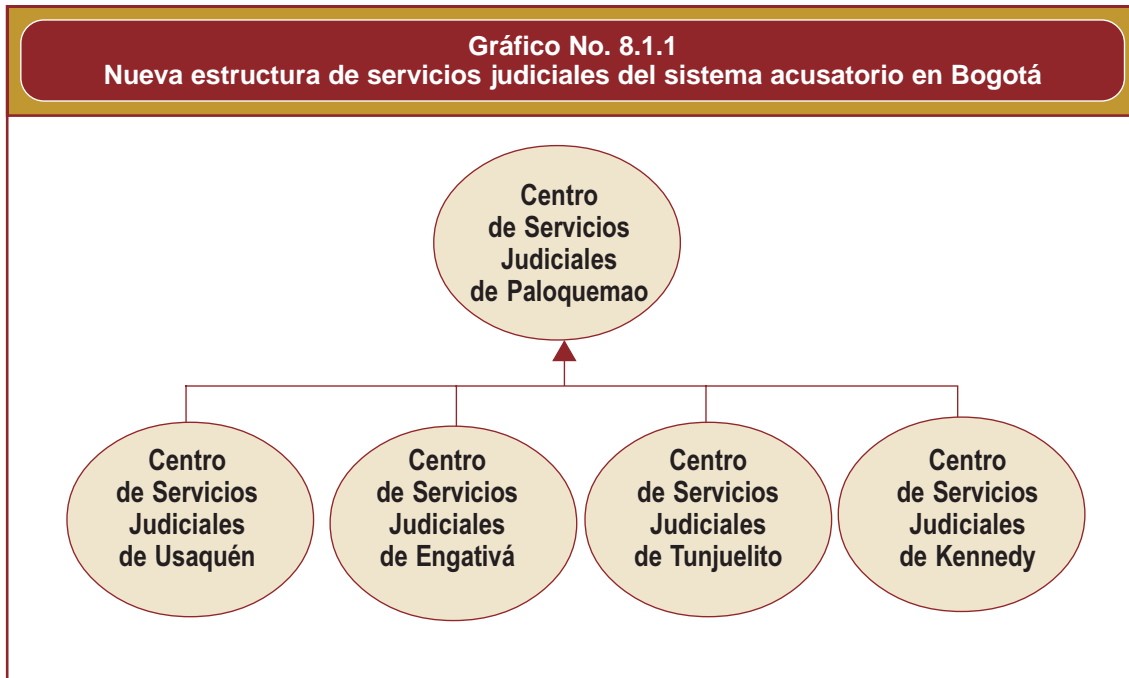 Gráfico No. 8.1.1
Nueva estructura de servicios judiciales del sistema acusatorio en Bogotá
Centro
de Servicios
Judiciales
de Paloquemao
Centro
de Servicios
Judiciales
de Usaquén
Centro
de Servicios
Judiciales
de Engativá
Centro
de Servicios
Judiciales
de Tunjuelito
Centro
de Servicios
Judiciales
de Kennedy